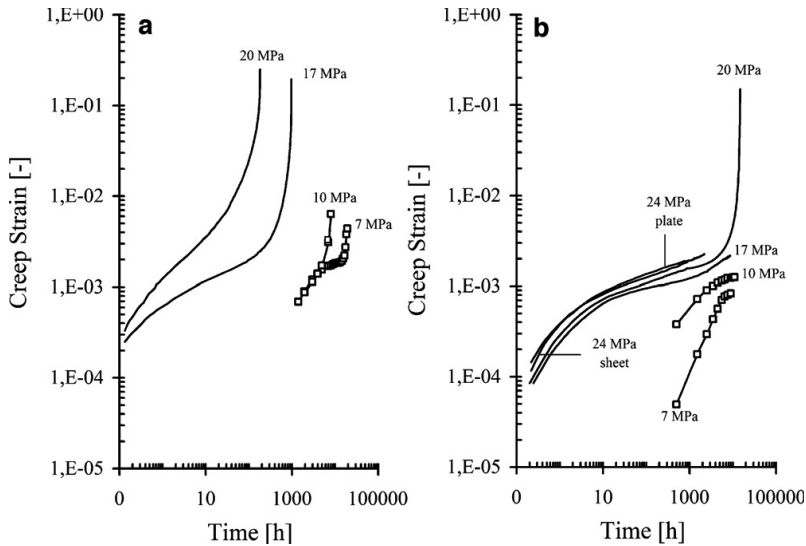 a
1,E+00
1,E-01
1,E-02
1,E-03
1,E-04
1,E-05
Creep Strain [-]
20 MPa
17 MPa
10 MPa
7 MPa
0
10
1000
100000
Time [h]
b
1,E+00
1,E-01
1,E-02
1,E-03
1,E-04
1,E-05
Creep Strain [-]
20 MPa
24 MPa
plate
17 MPa
10 MPa
24 MPa
sheet
7 MPa
0
10
1000
100000
Time [h]